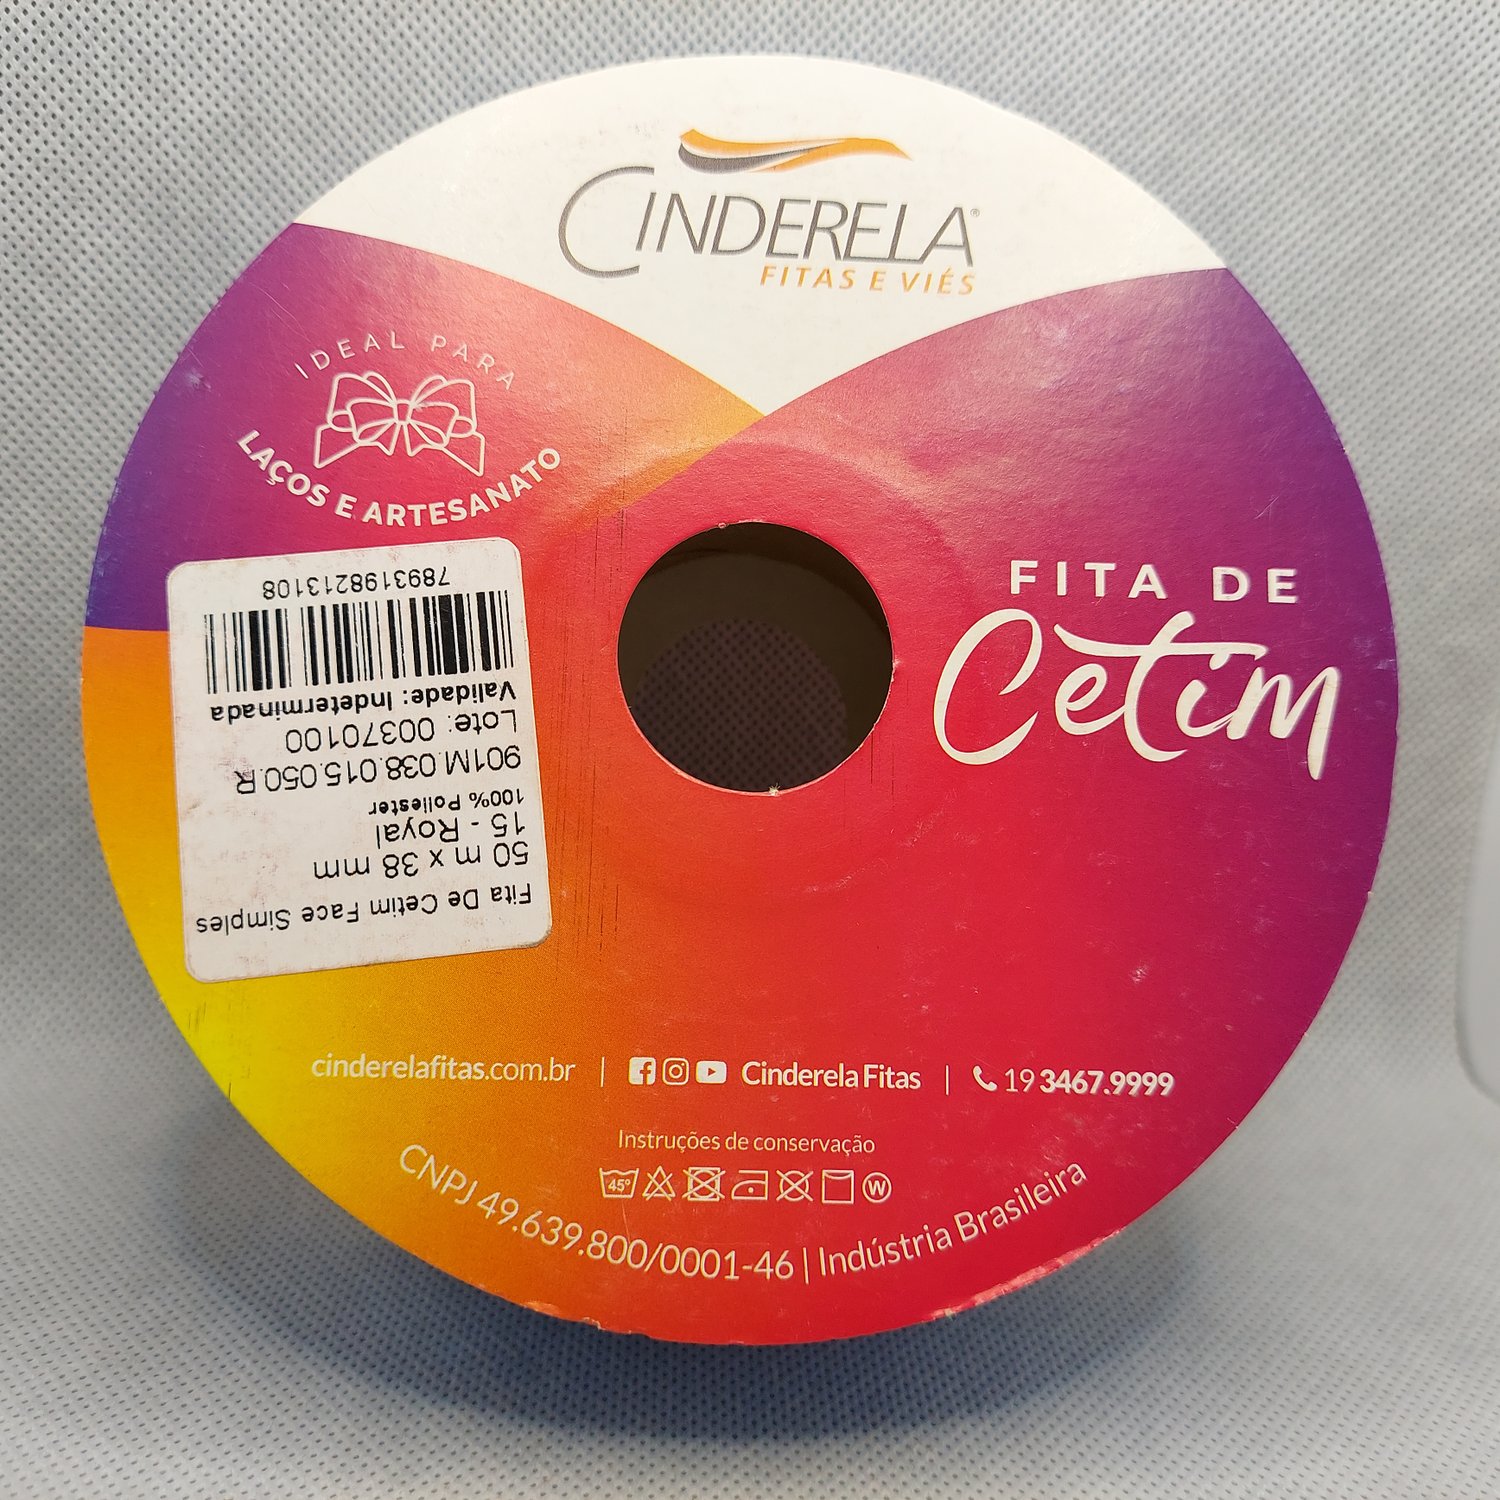 CINDERELA®
FITAS E VIÉS
IDEAL PARA
LAÇOS E ARTESANATO
FITA DE
Cetim
Fita De Cetim Face Simples
50 m x 38 mm
15 - Royal
100% Poliester
901M.038.015.050.R
Lote: 00370100
Validade: Indeterminada
7893198213108
cinderelafitas.com.br | Cinderela Fitas | 19 3467.9999
Instruções de conservação
45° W
CNPJ 49.639.800/0001-46 | Indústria Brasileira